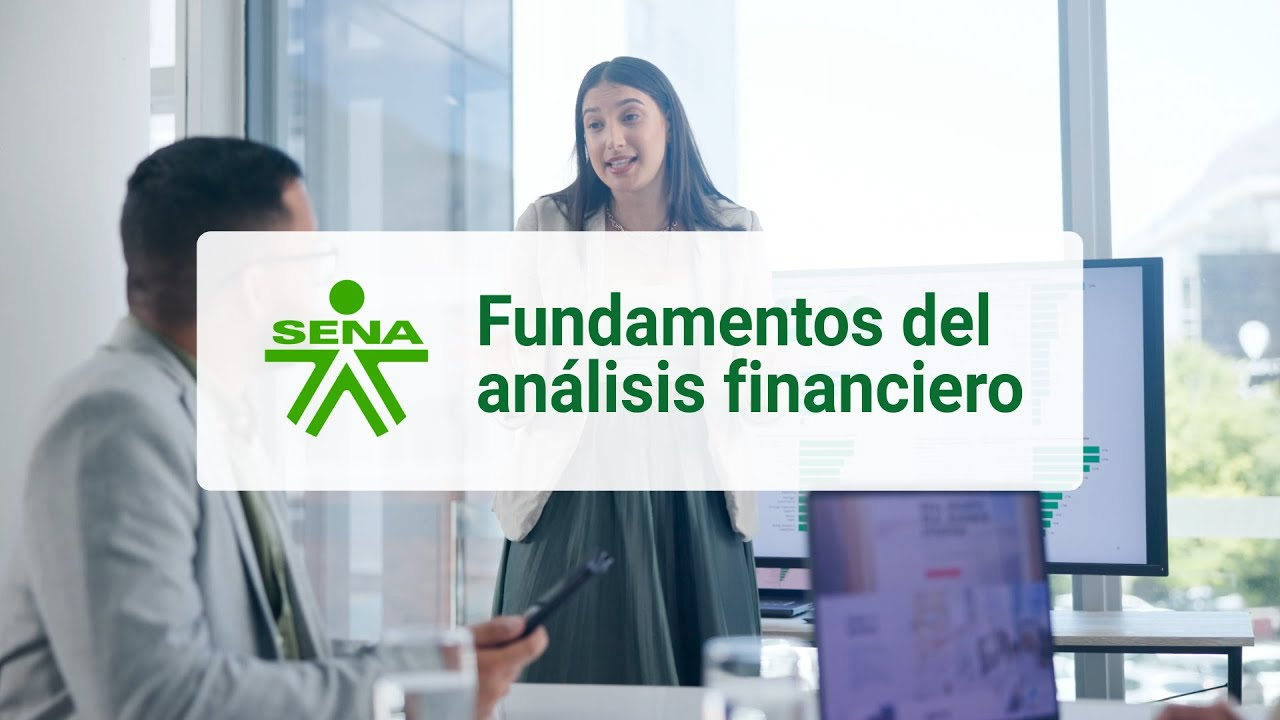 SENA
Fundamentos del
análisis financiero